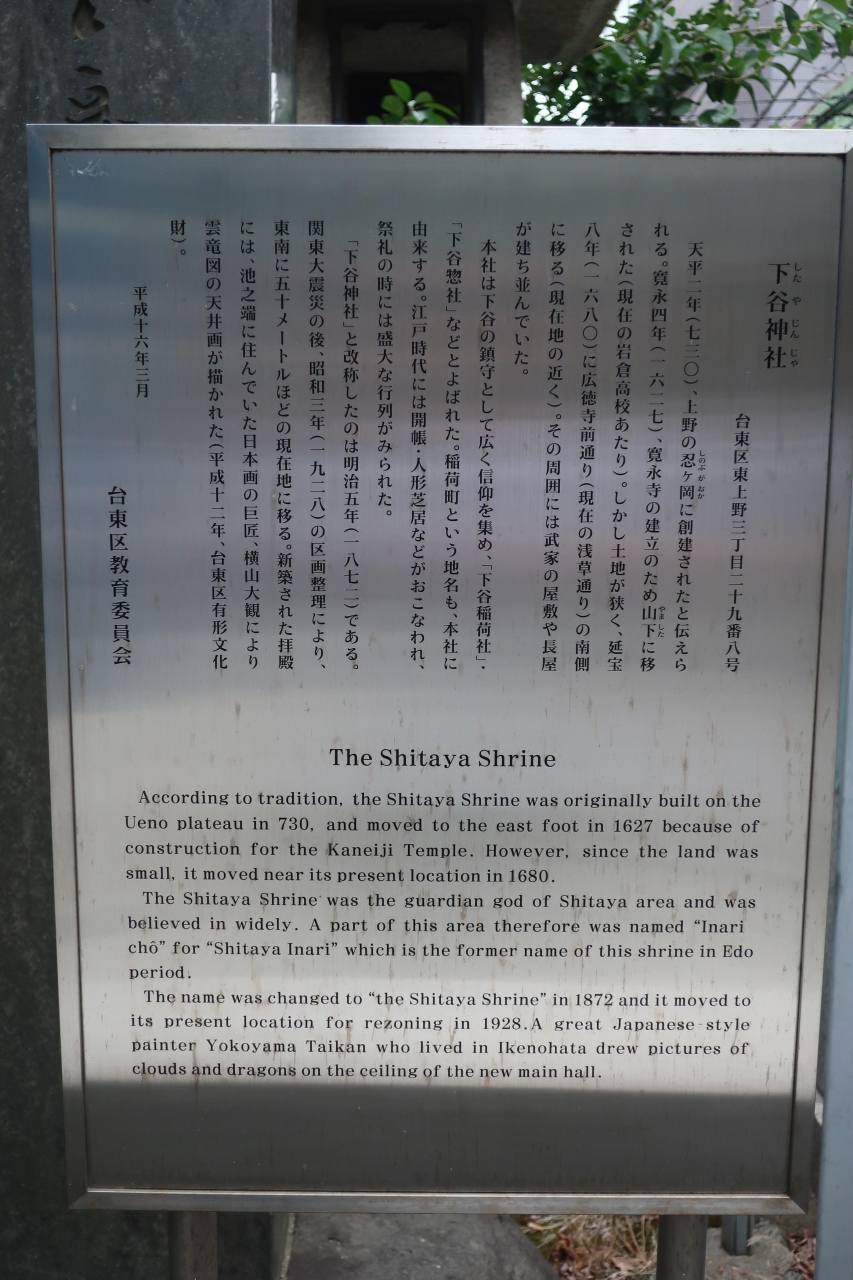 下谷神社
したやじんじゃ
台東区東上野三丁目二十九番八号
天平二年(七三〇)、上野の忍ヶ岡に創建されたと伝えら
しのぶがおか
れる。寛永四年(一六二七)、寛永寺の建立のため山下に移
やました
された(現在の岩倉高校あたり)。しかし土地が狭く、延宝
八年(一六八〇)に広徳寺前通り(現在の浅草通り)の南側
に移る(現在地の近く)。その周囲には武家の屋敷や長屋
が建ち並んでいた。
本社は下谷の鎮守として広く信仰を集め、「下谷稲荷社」・
「下谷惣社」などとよばれた。稲荷町という地名も、本社に
由来する。江戸時代には開帳・人形芝居などがおこなわれ、
祭礼の時には盛大な行列がみられた。
「下谷神社」と改称したのは明治五年(一八七二)である。
関東大震災の後、昭和三年(一九二八)の区画整理により、
東南に五十メートルほどの現在地に移る。新築された拝殿
には、池之端に住んでいた日本画の巨匠、横山大観により
雲竜図の天井画が描かれた(平成十二年、台東区有形文化
財)。
平成十六年三月
台東区教育委員会
The Shitaya Shrine
According to tradition, the Shitaya Shrine was originally built on the
Ueno plateau in 730, and moved to the east foot in 1627 because of
construction for the Kaneiji Temple. However, since the land was
small, it moved near its present location in 1680.
The Shitaya Shrine was the guardian god of Shitaya area and was
believed in widely. A part of this area therefore was named “Inari
chô” for “Shitaya Inari” which is the former name of this shrine in Edo
period.
The name was changed to “the Shitaya Shrine” in 1872 and it moved to
its present location for rezoning in 1928. A great Japanese-style
painter Yokoyama Taikan who lived in Ikenohata drew pictures of
clouds and dragons on the ceiling of the new main hall.